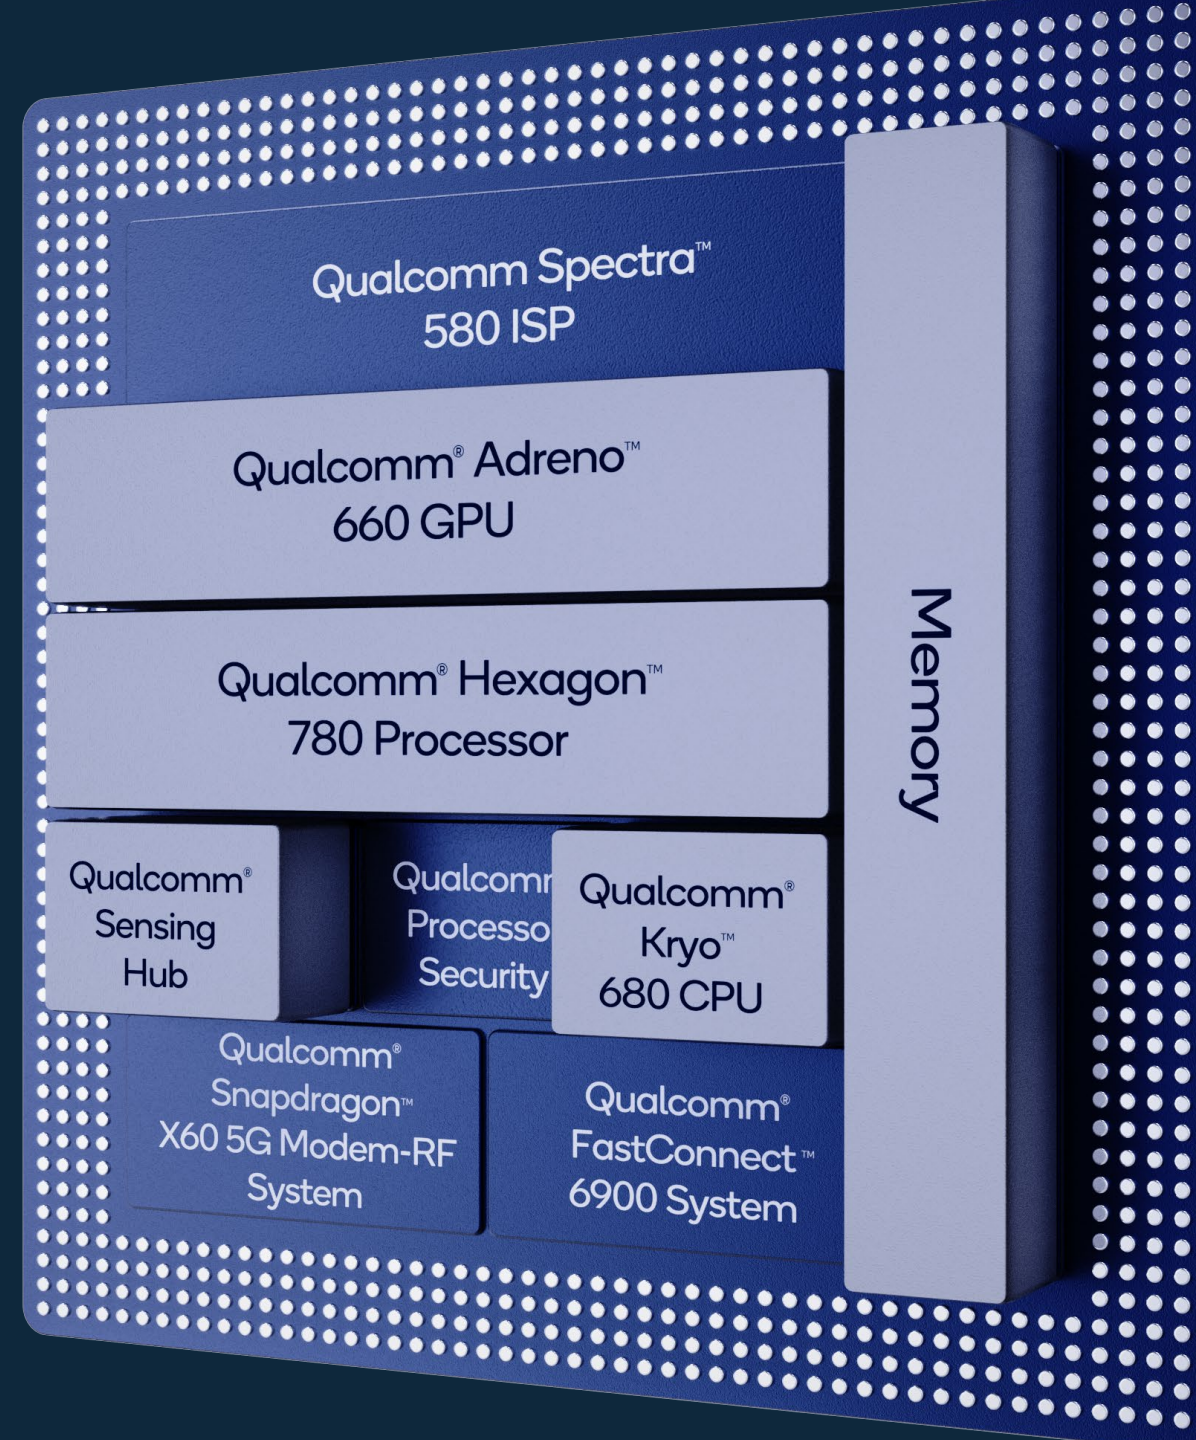 Qualcomm Spectra™
580 ISP
Qualcomm® Adreno™
660 GPU
Qualcomm® Hexagon™
780 Processor
Memory
Qualcomm®
Sensing
Hub
Security
Qualcomm®
Kryo™
680 CPU
Qualcomm®
Snapdragon™
X60 5G Modem-RF
System
Qualcomm®
FastConnect™
6900 System